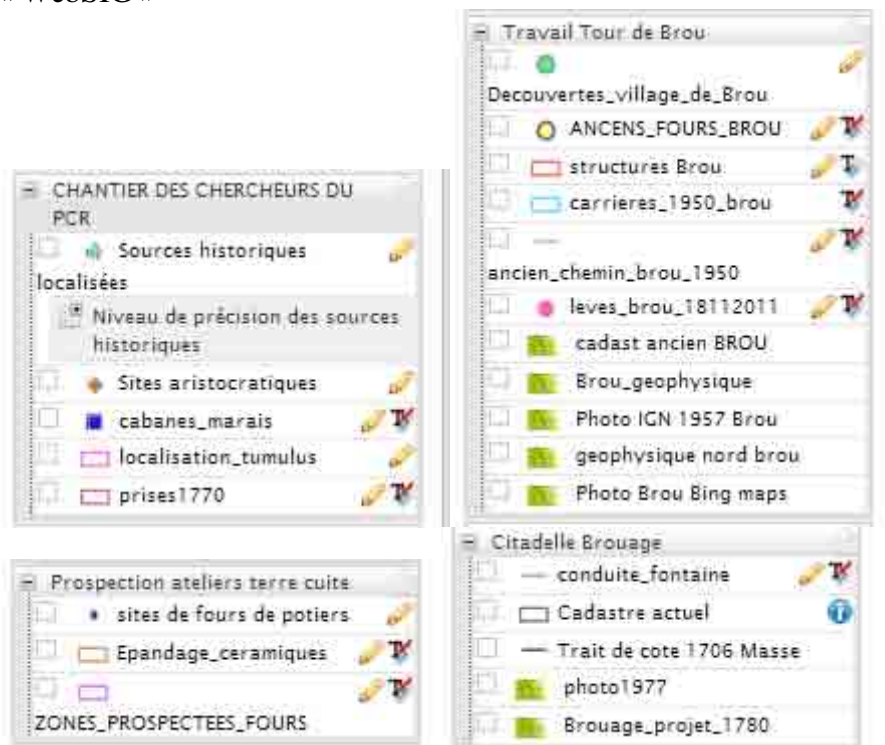 CHANTIER DES CHERCHEURS DU
PCR
Sources historiques
localisées
Niveau de précision des sources
historiques
Sites aristocratiques
cabanes_marais
localisation_tumulus
prises1770
Prospection ateliers terre cuite
sites de fours de potiers
Epandage_ceramiques
ZONES_PROSPECTEES_FOURS
Travail Tour de Brou
Decouvertes_village_de_Brou
ANCENS_FOURS_BROU
structures Brou
carrieres_1950_brou
ancien_chemin_brou_1950
leves_brou_18112011
cadast ancien BROU
Brou_geophysique
Photo IGN 1957 Brou
geophysique nord brou
Photo Brou Bing maps
Citadelle Brouage
conduite_fontaine
Cadastre actuel
Trait de cote 1706 Masse
photo1977
Brouage_projet_1780